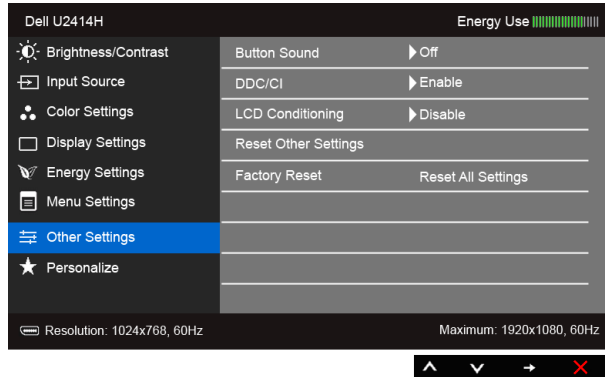 Dell U2414H
Energy Use
Brightness/Contrast
Input Source
Color Settings
Display Settings
Energy Settings
Menu Settings
Other Settings
Personalize
Button Sound Off
DDC/CI Enable
LCD Conditioning Disable
Reset Other Settings
Factory Reset Reset All Settings
Resolution: 1024x768, 60Hz
Maximum: 1920x1080, 60Hz